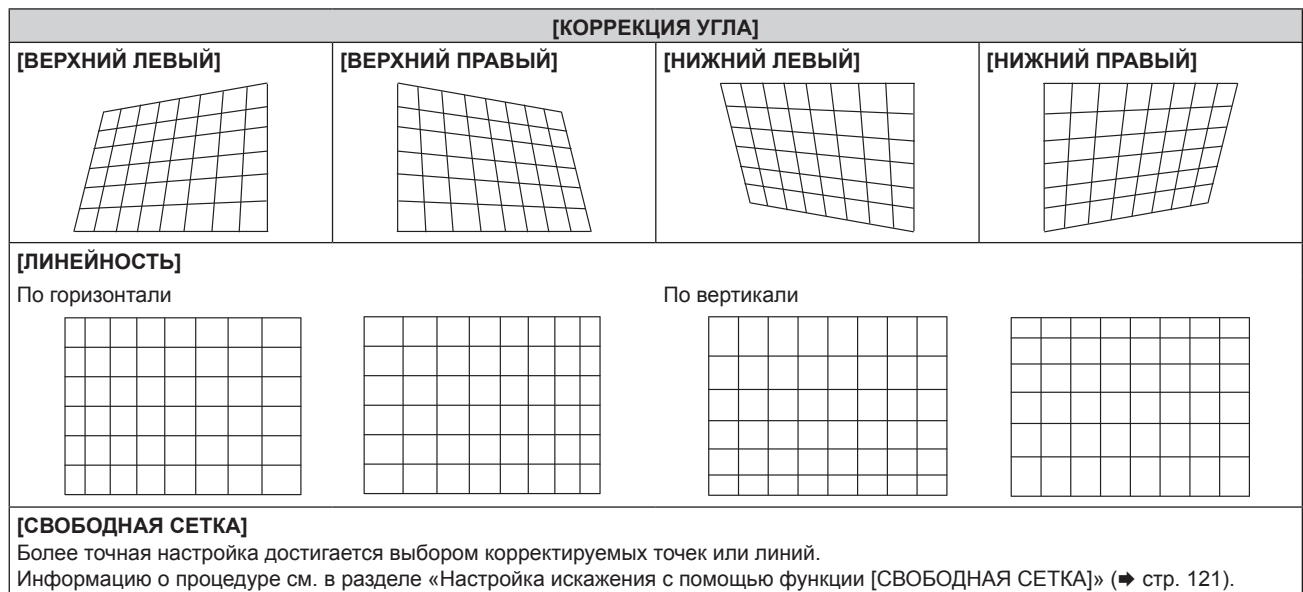 [КОРРЕКЦИЯ УГЛА]
[ВЕРХНИЙ ЛЕВЫЙ]
[ВЕРХНИЙ ПРАВЫЙ]
[НИЖНИЙ ЛЕВЫЙ]
[НИЖНИЙ ПРАВЫЙ]
[ЛИНЕЙНОСТЬ]
По горизонтали
По вертикали
[СВОБОДНАЯ СЕТКА]
Более точная настройка достигается выбором корректируемых точек или линий.
Информацию о процедуре см. в разделе «Настройка искажения с помощью функции [СВОБОДНАЯ СЕТКА]» (➡ стр. 121).